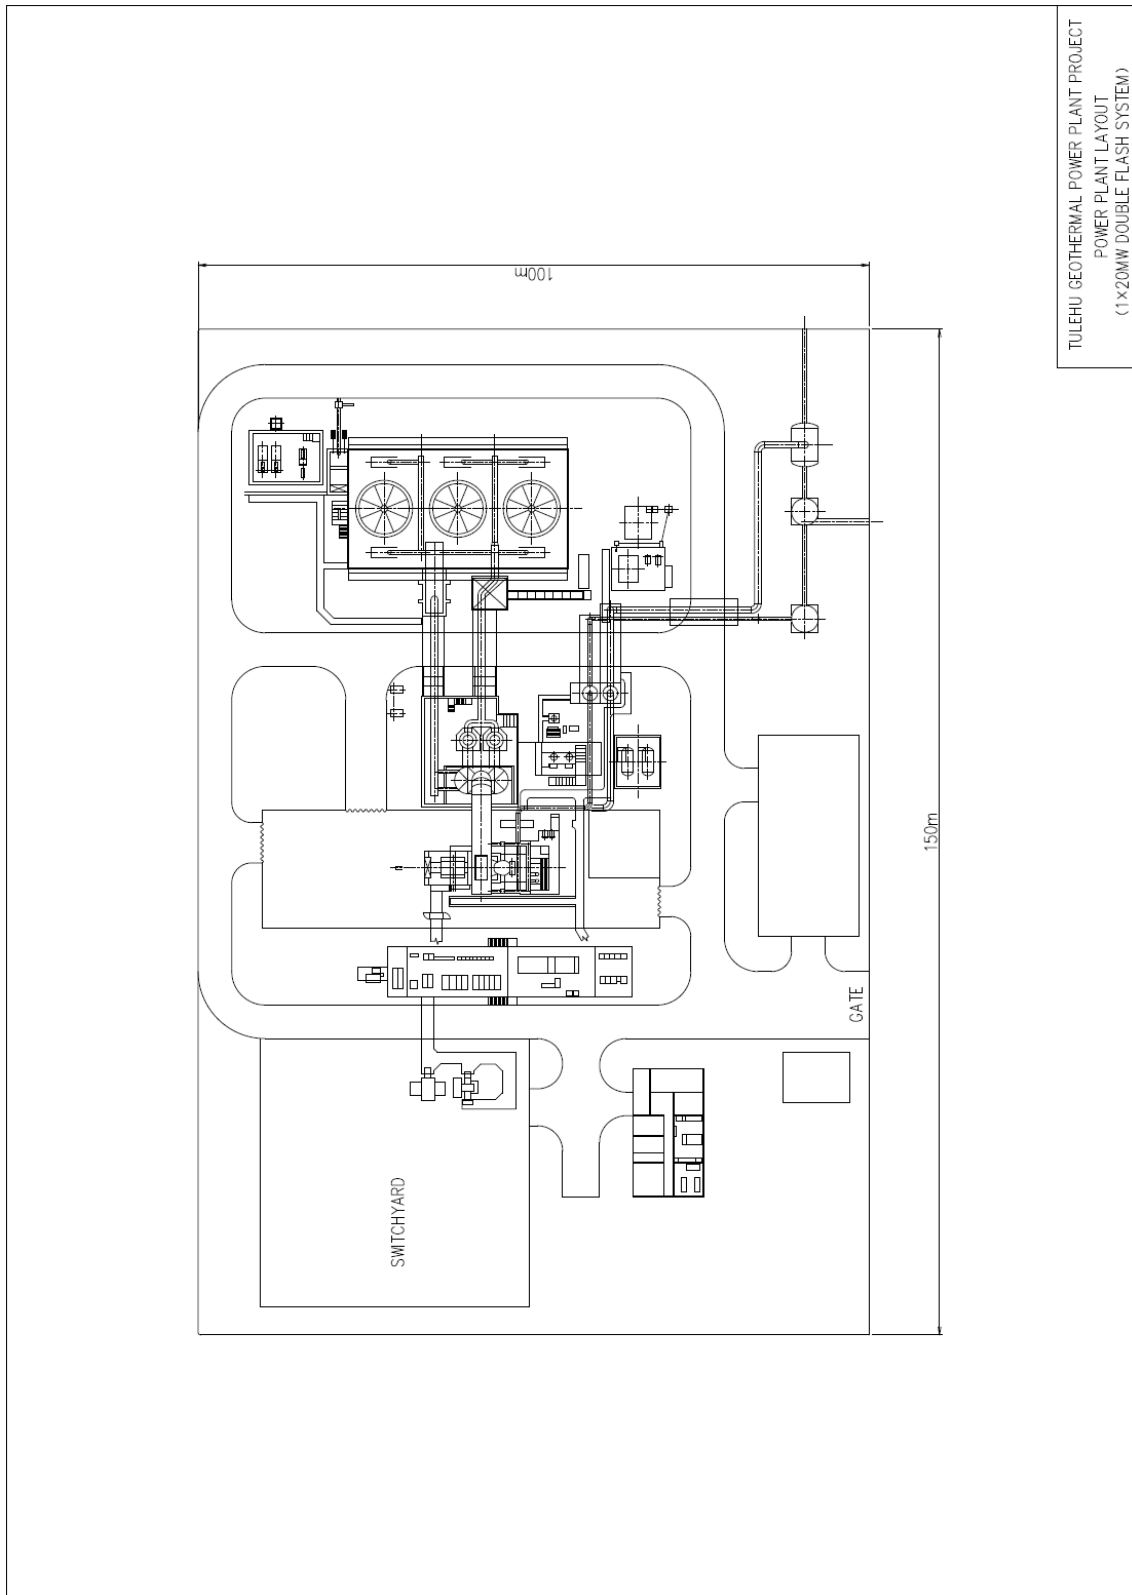 TULEHU GEOTHERMAL POWER PLANT PROJECT
POWER PLANT LAYOUT
(1×20MW DOUBLE FLASH SYSTEM)
100m
150m
GATE
SWITCHYARD